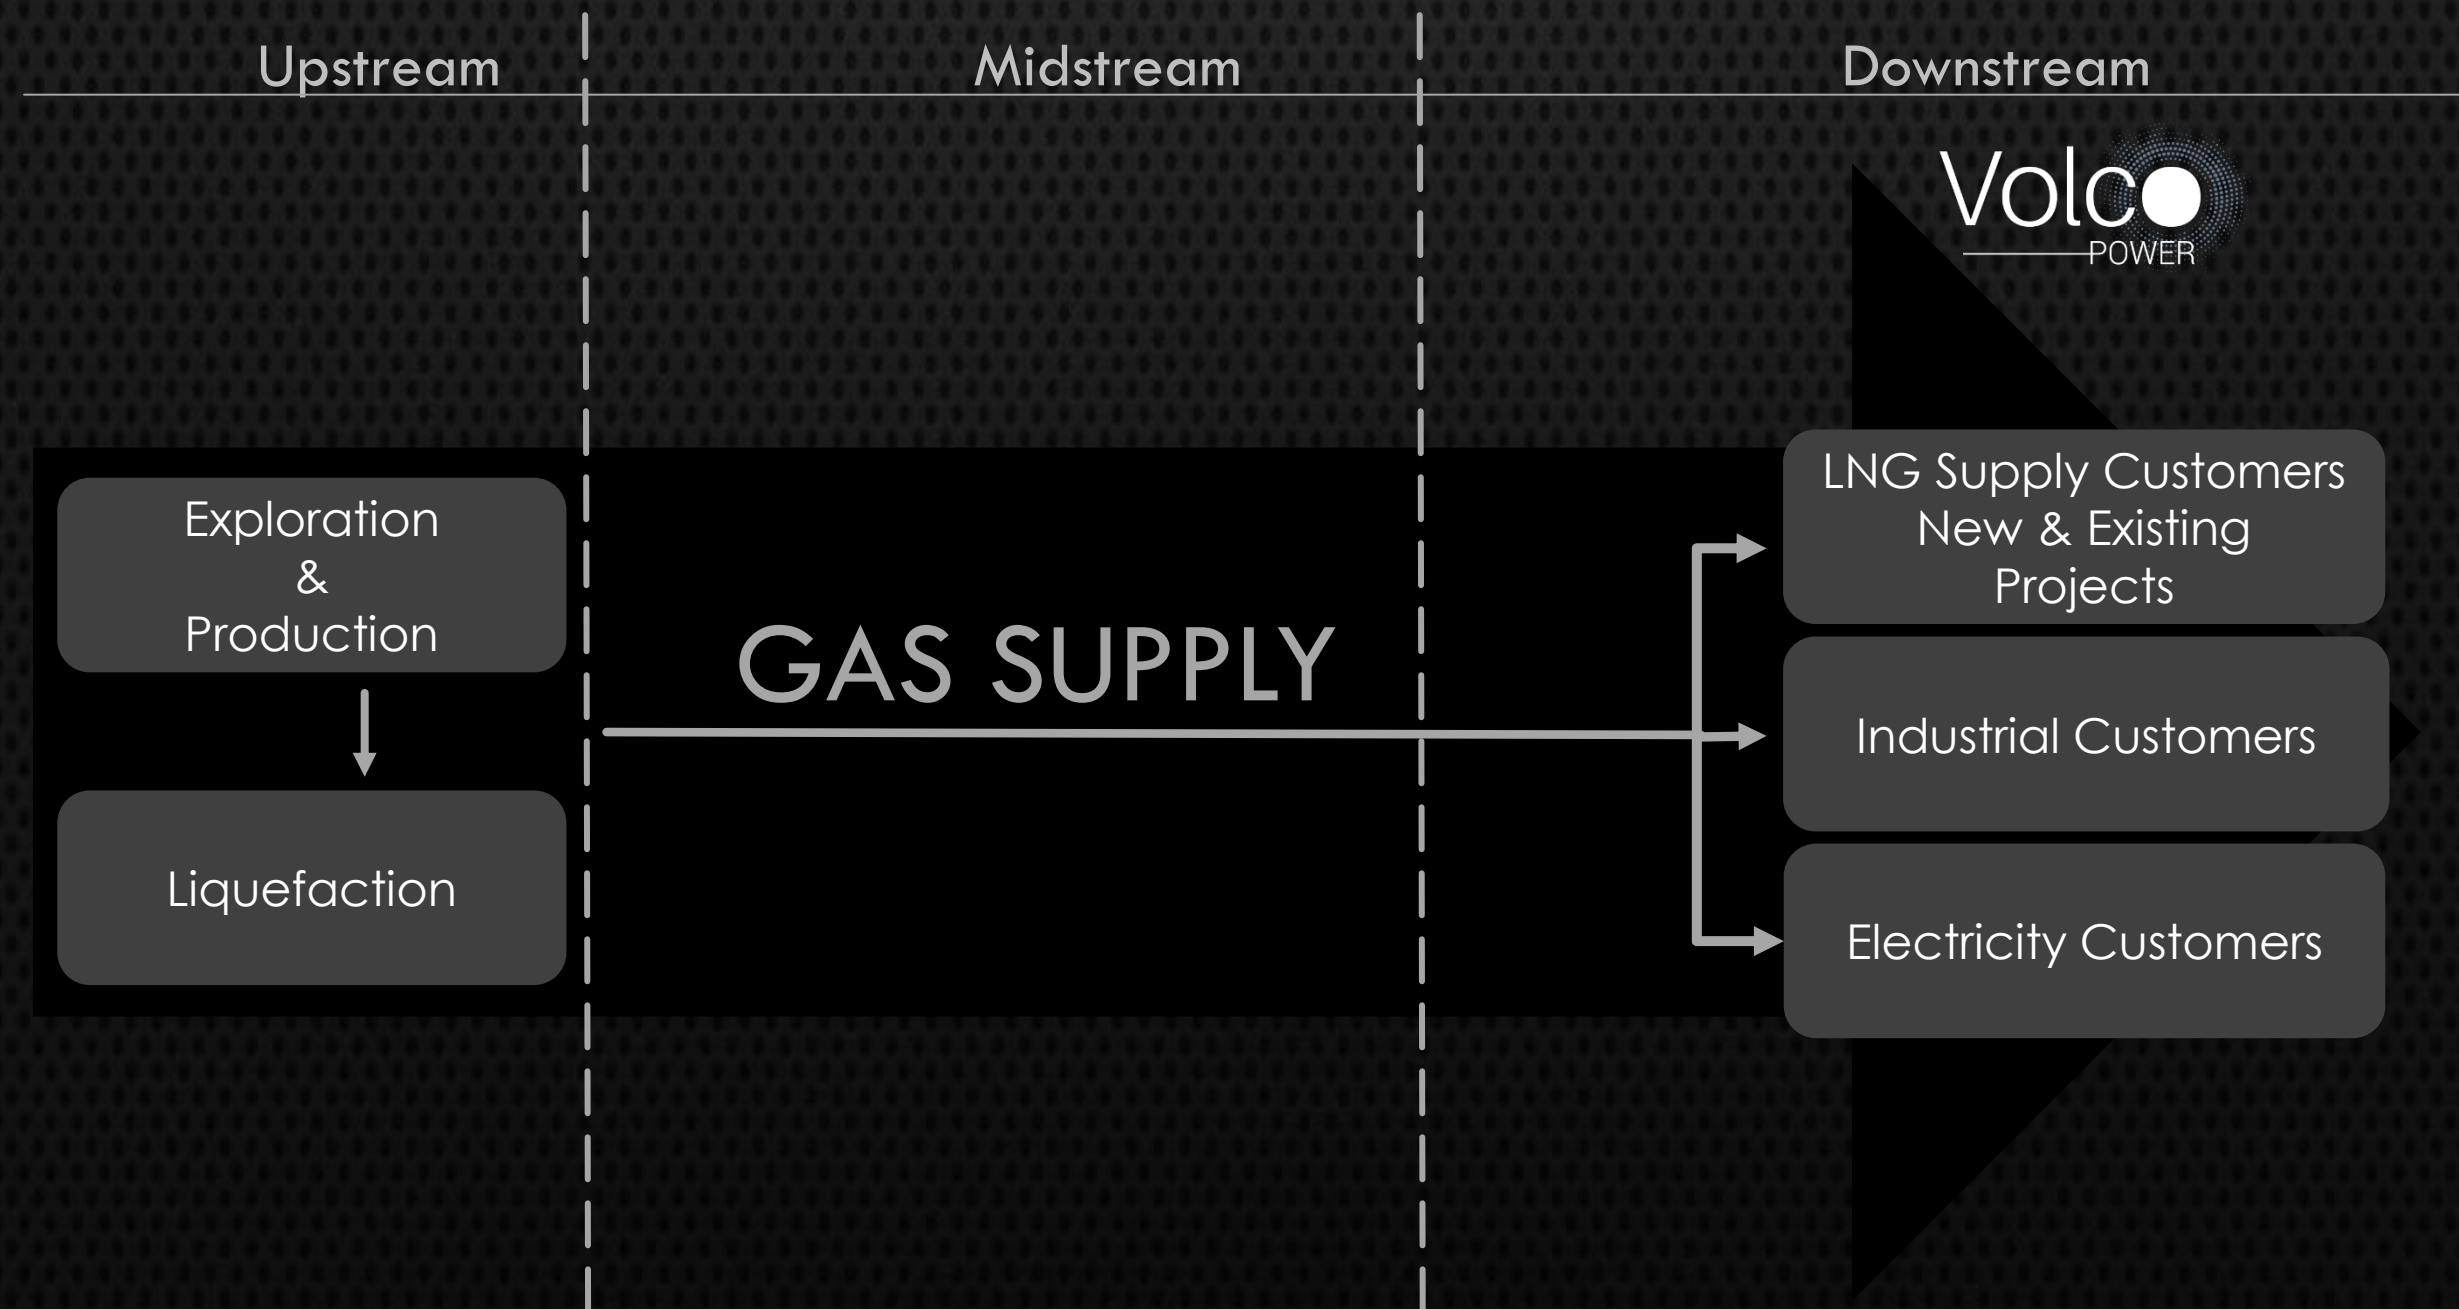 Upstream
Midstream
Downstream
Volco
POWER
Exploration
&
Production
Liquefaction
GAS SUPPLY
LNG Supply Customers
New & Existing
Projects
Industrial Customers
Electricity Customers